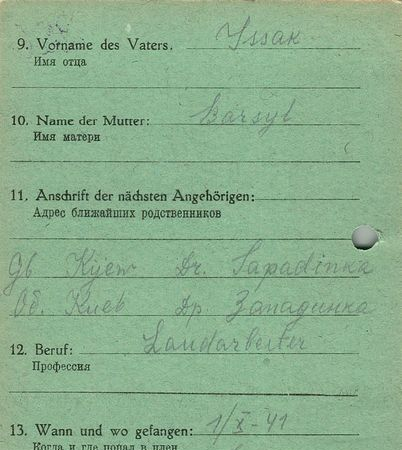 9. Vorname des Vaters. Issak
Имя отца
10. Name der Mutter: Barsyl
Имя матери
11. Anschrift der nächsten Angehörigen:
Адрес ближайших родственников
Gb Kijew Dr. Sapadinka
Об. Киев Др Западинка
12. Beruf: Landarbeiter
Профессия
13. Wann und wo gefangen: 1/X-41
Когда и где попал в плен